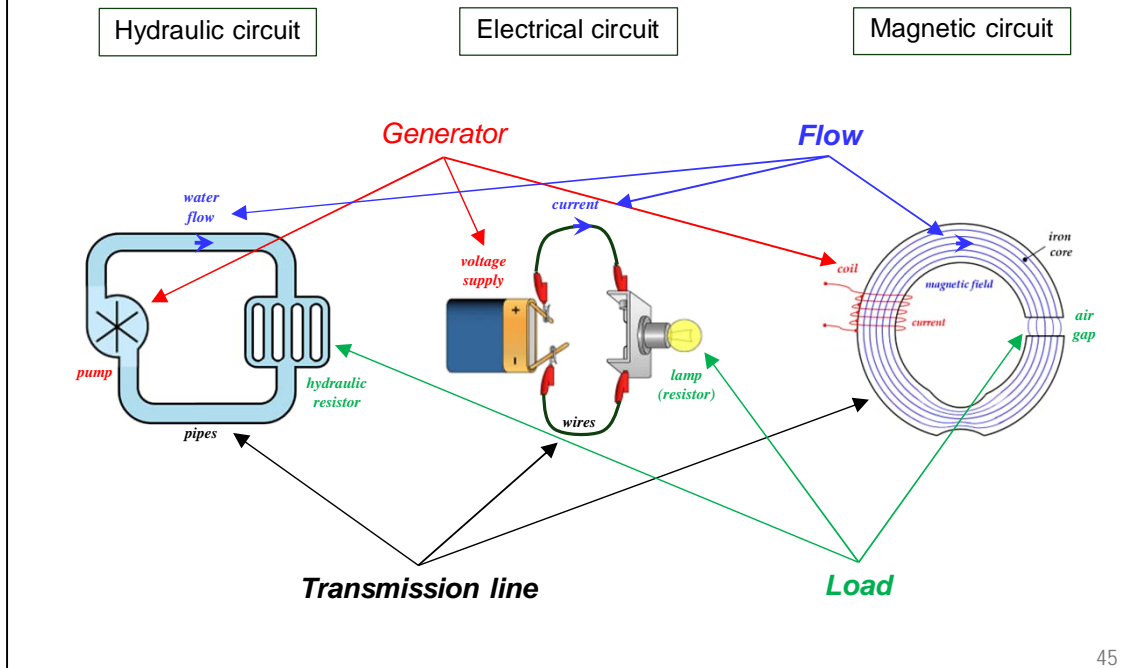 Hydraulic circuit
Electrical circuit
Magnetic circuit
Generator
Flow
water
flow
current
voltage
supply
+
-
coil
current
magnetic field
iron
core
air
gap
pump
hydraulic
resistor
lamp
(resistor)
pipes
wires
Transmission line
Load
45